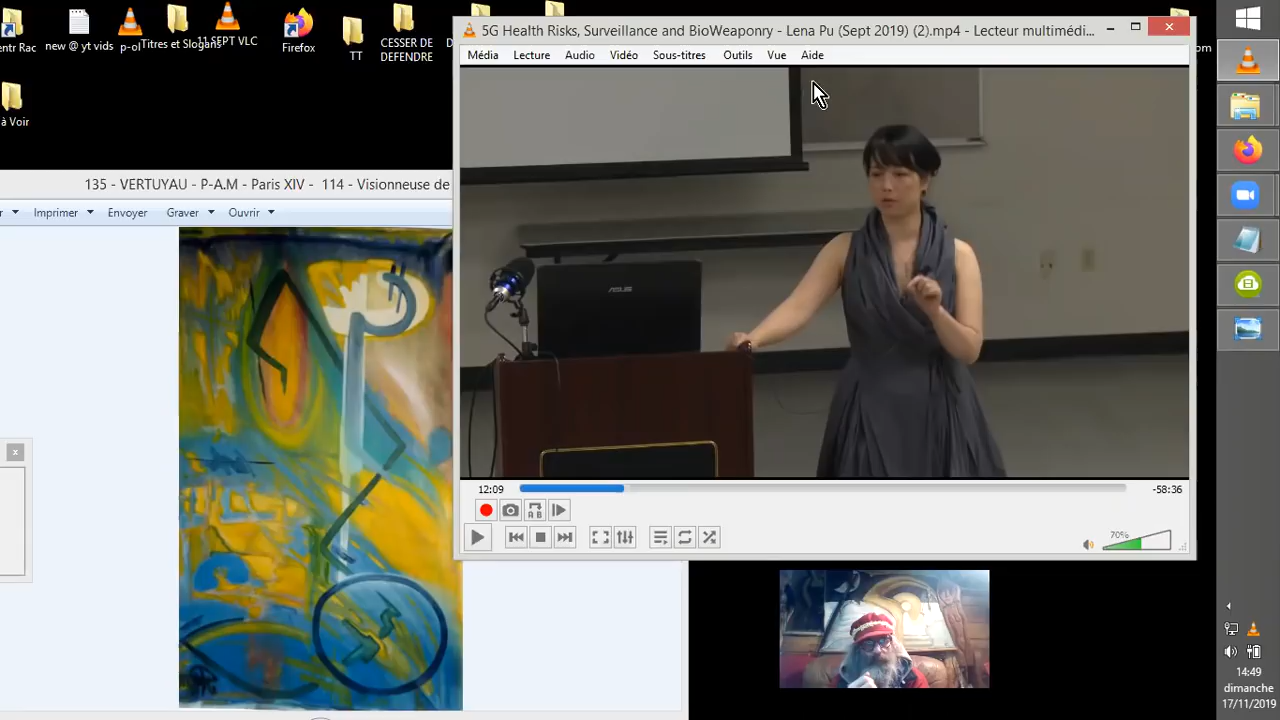 entr Rac
new @ yt vids
p-ol
Titres et Slogans
11 SEPT VLC
Firefox
TT
CESSER DE
DEFENDRE
à Voir
5G Health Risks, Surveillance and BioWeaponry - Lena Pu (Sept 2019) (2).mp4 - Lecteur multimédi...
Média Lecture Audio Vidéo Sous-titres Outils Vue Aide
om
135 - VERTUYAU - P-A.M - Paris XIV - 114 - Visionneuse de
Imprimer Envoyer Graver Ouvrir
ASUS
12:09
-58:36
70%
14:49
dimanche
17/11/2019